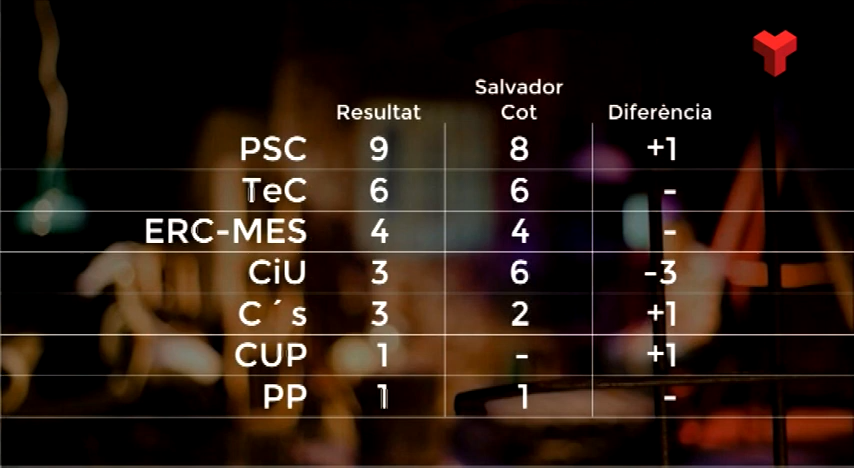 Salvador
Resultat Cot Diferència
PSC 9 8 +1
TeC 6 6 -
ERC-MES 4 4 -
CiU 3 6 -3
C´s 3 2 +1
CUP 1 - +1
PP 1 1 -